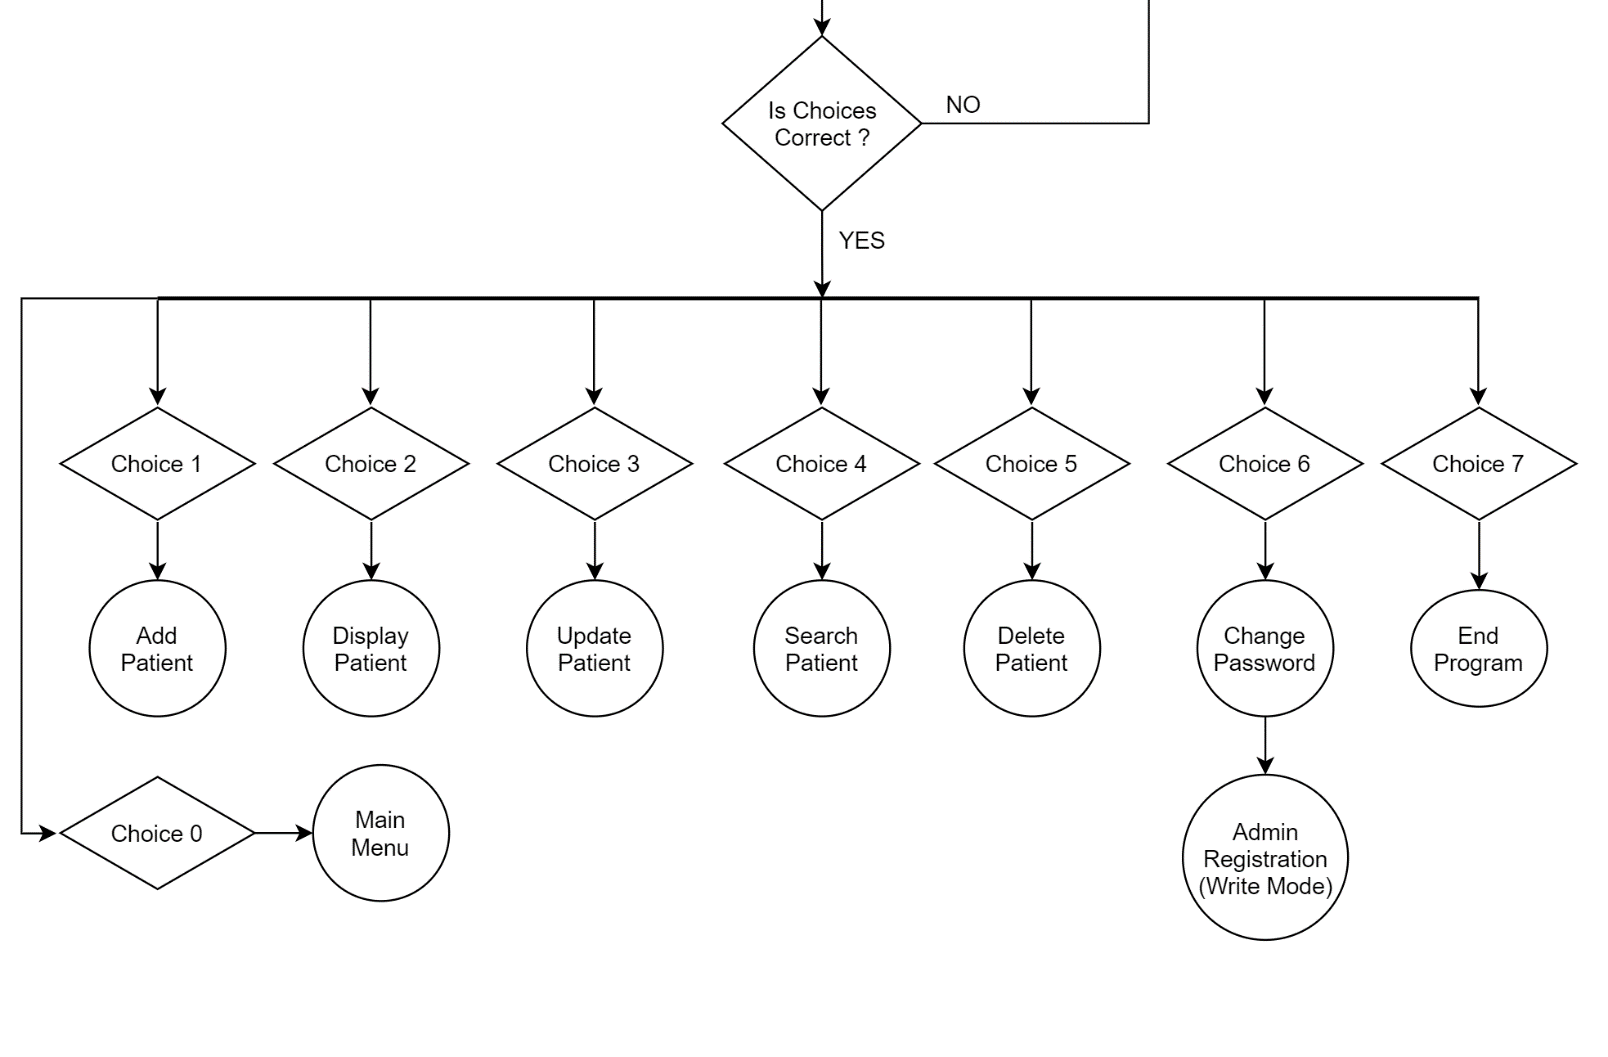 Is Choices
Correct ?
NO
YES
Choice 1
Choice 2
Choice 3
Choice 4
Choice 5
Choice 6
Choice 7
Add
Patient
Display
Patient
Update
Patient
Search
Patient
Delete
Patient
Change
Password
End
Program
Choice 0
Main
Menu
Admin
Registration
(Write Mode)